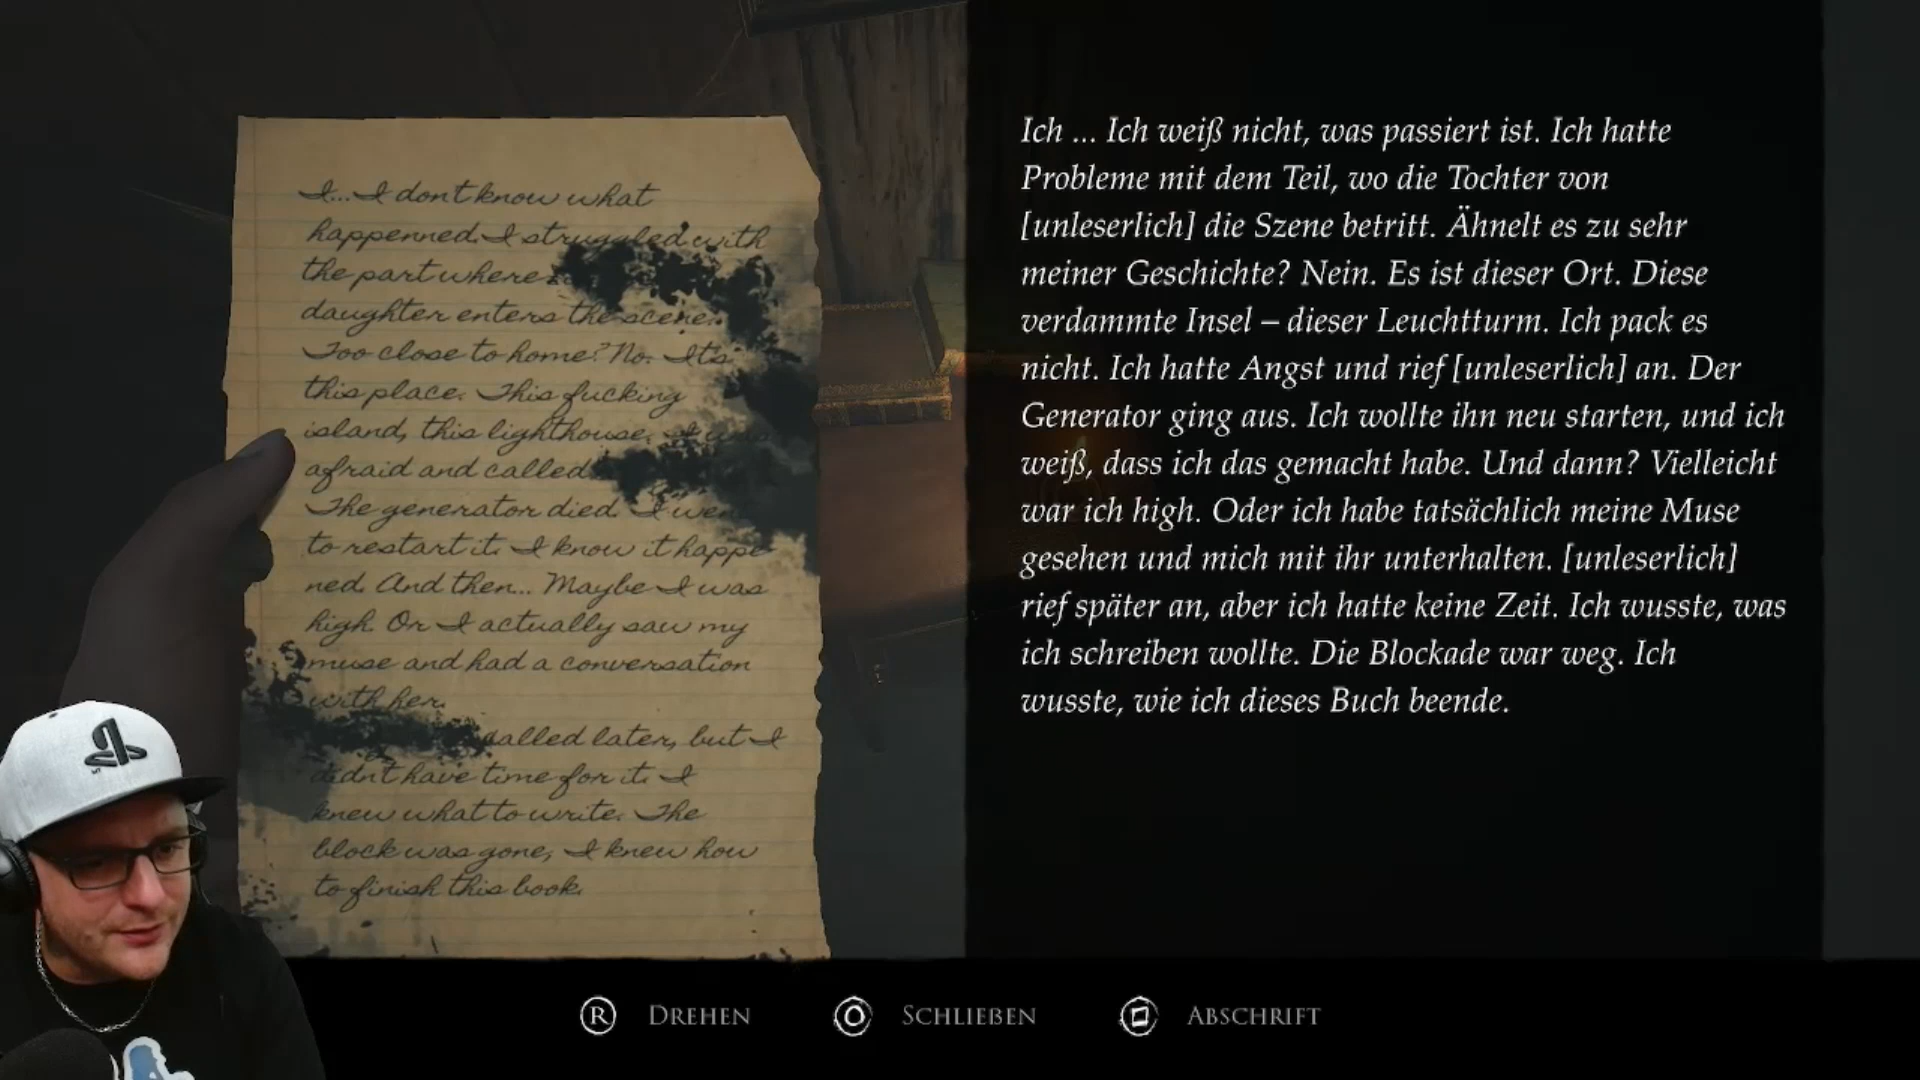 I... I dont know what
happenned. I struggled with
the part where
daughter enters the scene.
Too close to home? No. It's
this place. This fucking
island, this lighthouse. I was
afraid and called
The generator died. I wen
to restart it. I know it happe
ned. And then... Maybe I was
high. Or I actually saw my
muse and had a conversation
with her.
called later, but I
didnt have time for it. I
knew what to write. The
block was gone, I knew how
to finish this book.
Ich ... Ich weiß nicht, was passiert ist. Ich hatte
Probleme mit dem Teil, wo die Tochter von
[unleserlich] die Szene betritt. Ähnelt es zu sehr
meiner Geschichte? Nein. Es ist dieser Ort. Diese
verdammte Insel – dieser Leuchtturm. Ich pack es
nicht. Ich hatte Angst und rief [unleserlich] an. Der
Generator ging aus. Ich wollte ihn neu starten, und ich
weiß, dass ich das gemacht habe. Und dann? Vielleicht
war ich high. Oder ich habe tatsächlich meine Muse
gesehen und mich mit ihr unterhalten. [unleserlich]
rief später an, aber ich hatte keine Zeit. Ich wusste, was
ich schreiben wollte. Die Blockade war weg. Ich
wusste, wie ich dieses Buch beende.
R DREHEN SCHLIEßEN ABSCHRIFT